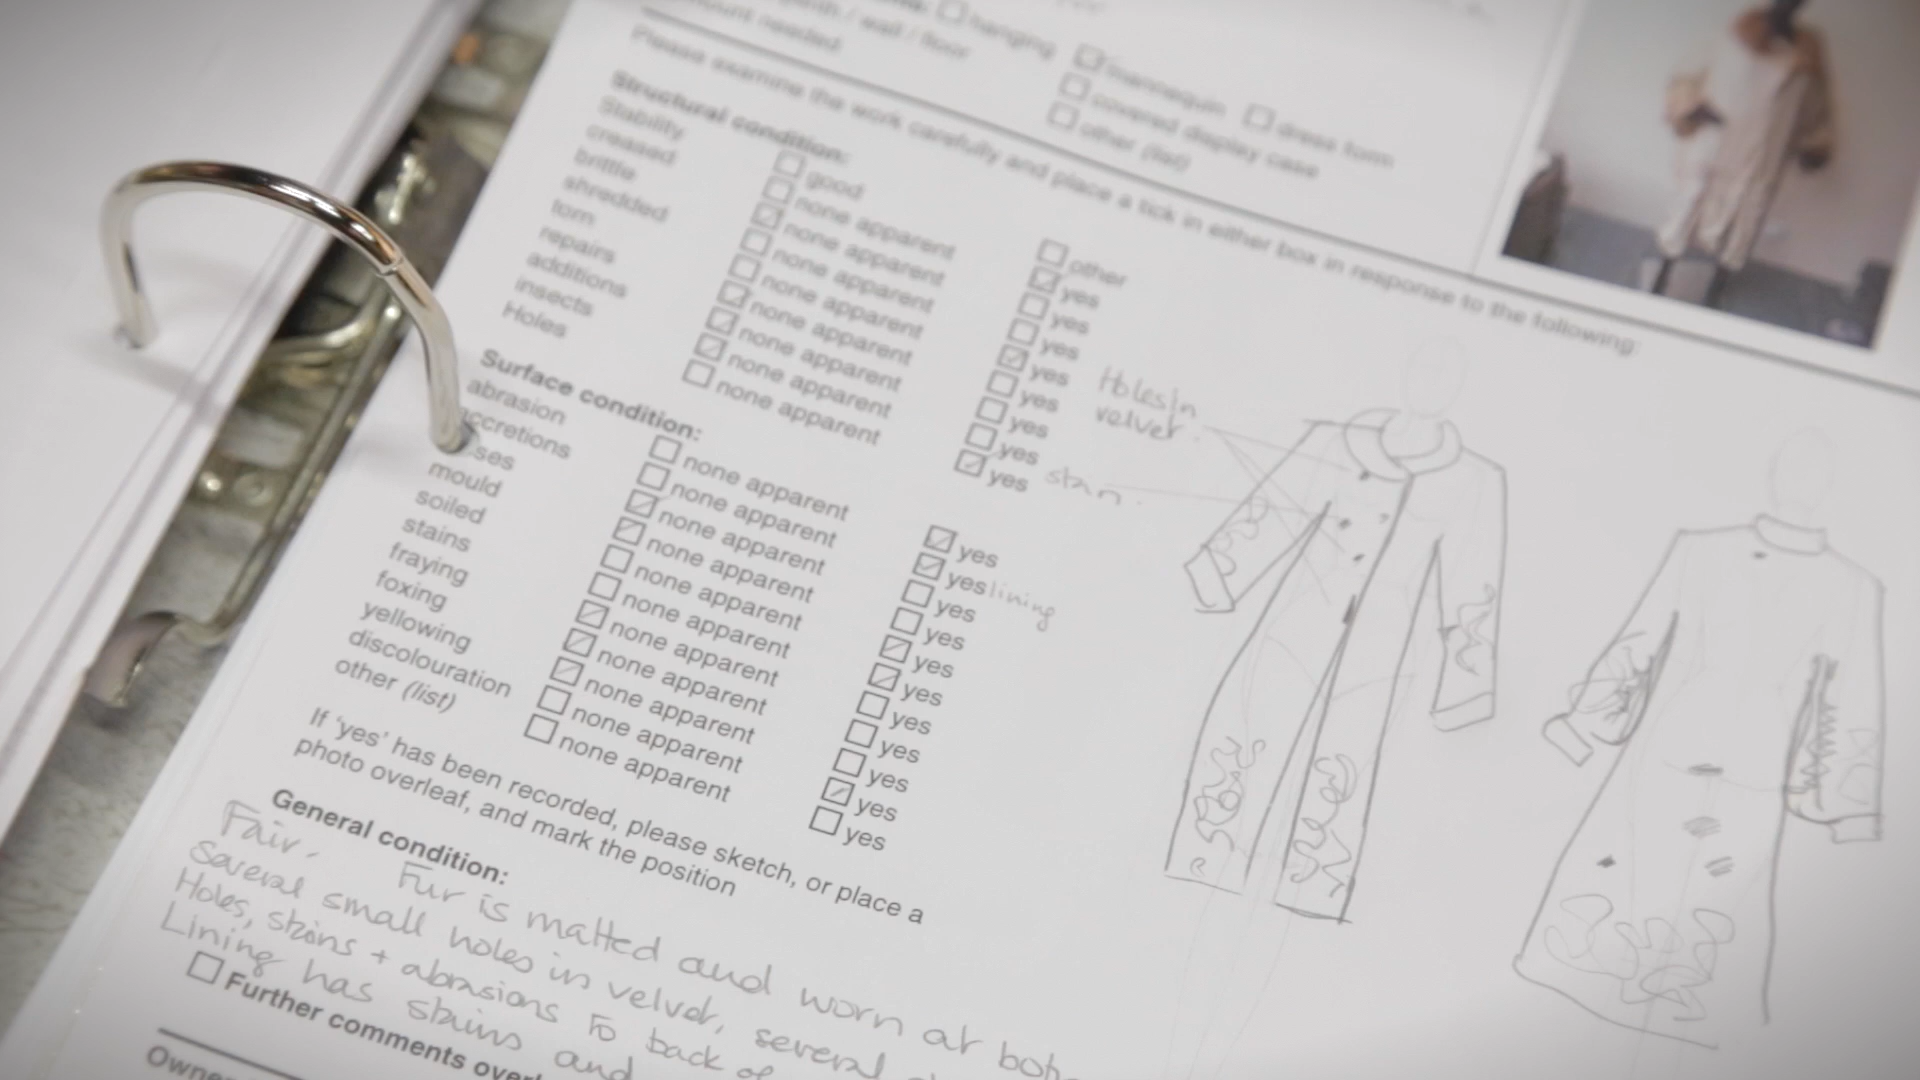 hanging
/ wall / floor
amount needed
mannequin ☐ dress form
covered display case
other (list)
Please examine the work carefully and place a tick in either box in response to the following:
Structural condition:
Stability ☐ good ☐ other
creased ☐ none apparent ☑ yes
brittle ☑ none apparent ☐ yes
shredded ☐ none apparent ☐ yes
torn ☐ none apparent ☑ yes
repairs ☑ none apparent ☐ yes
additions ☑ none apparent ☐ yes
insects ☑ none apparent ☐ yes
Holes ☐ none apparent ☑ yes
Holes in
velvet.
stain.
Surface condition:
abrasion ☐ none apparent ☑ yes
accretions ☐ none apparent ☑ yes lining
ses ☑ none apparent ☐ yes
mould ☑ none apparent ☐ yes
soiled ☐ none apparent ☑ yes
stains ☐ none apparent ☑ yes
fraying ☑ none apparent ☐ yes
foxing ☑ none apparent ☐ yes
yellowing ☑ none apparent ☐ yes
discolouration ☐ none apparent ☑ yes
other (list) ☐ none apparent ☐ yes
If 'yes' has been recorded, please sketch, or place a
photo overleaf, and mark the position
General condition:
Fair. Fur is matted and worn at
several small holes in velvet, several
Holes, stains + abrasions to back of
Lining has stains and
☐ Further comments